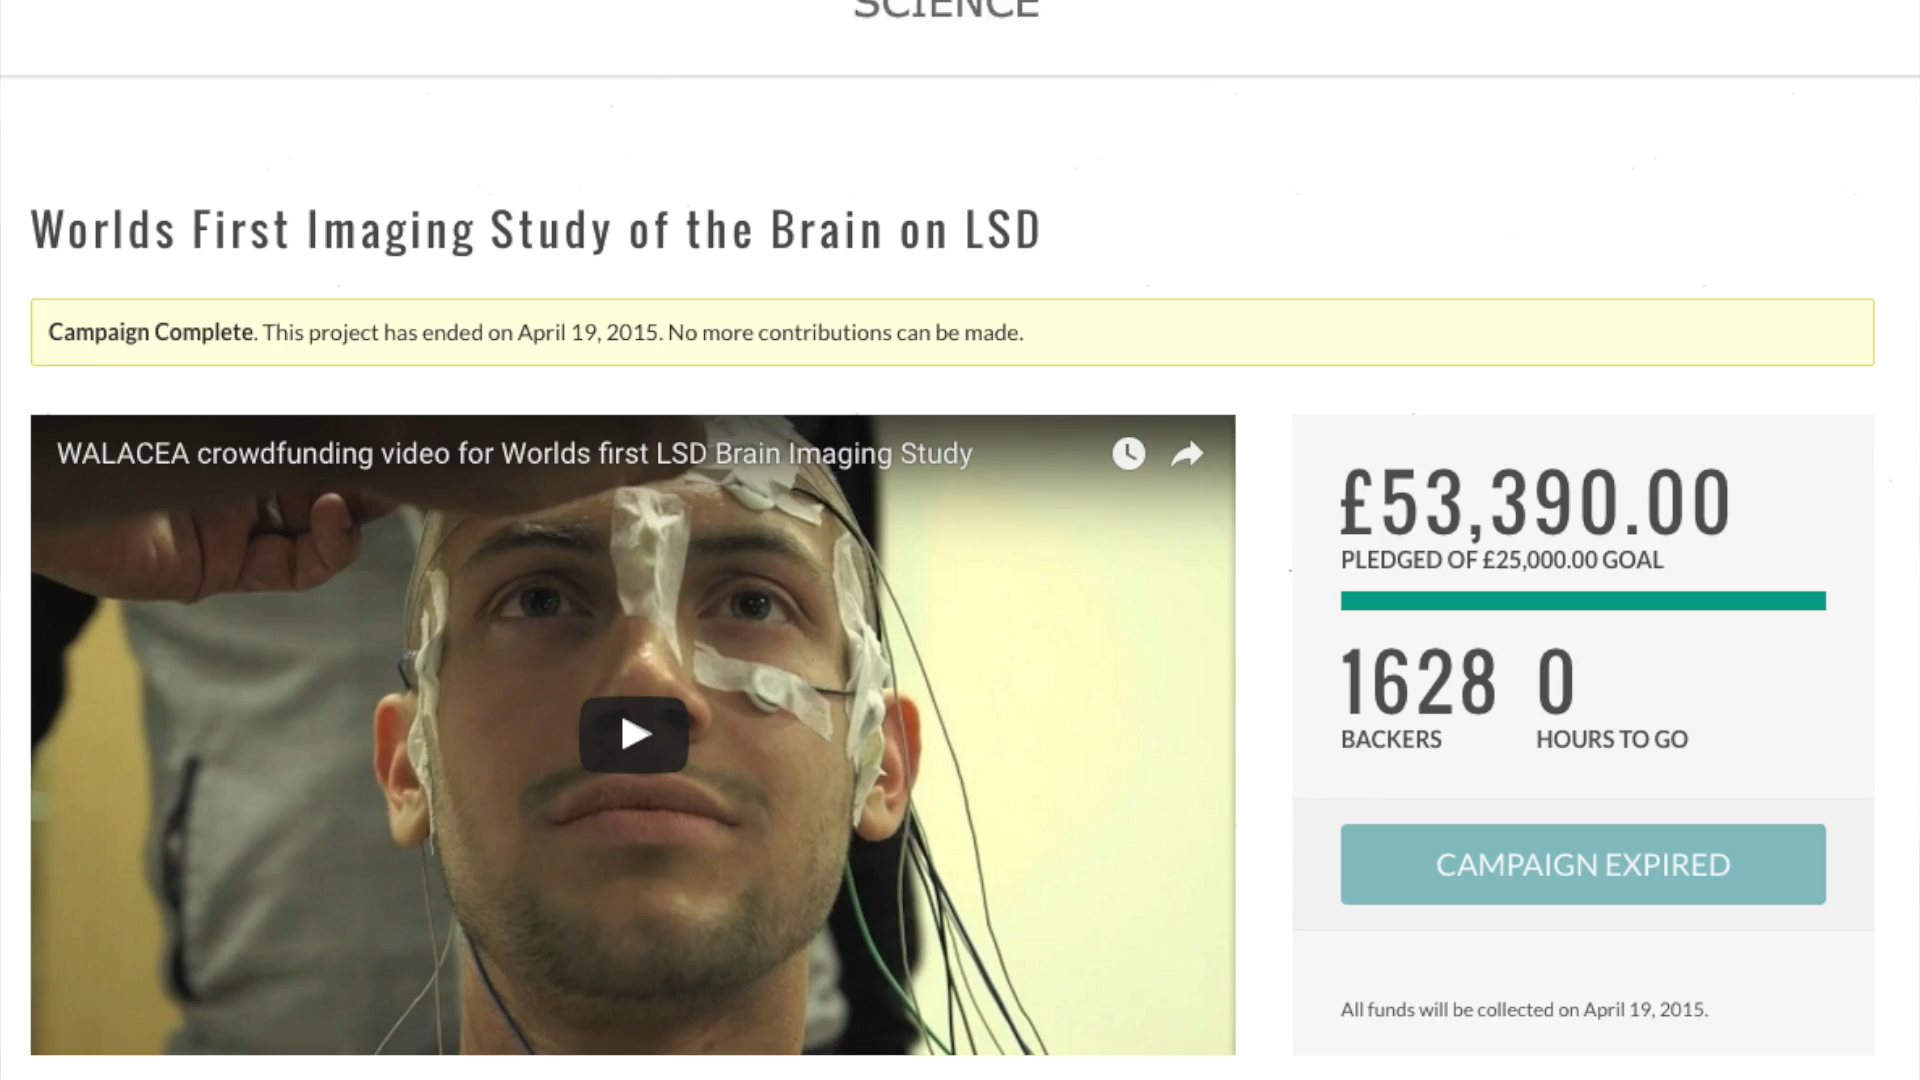 SCIENCE
Worlds First Imaging Study of the Brain on LSD
Campaign Complete. This project has ended on April 19, 2015. No more contributions can be made.
WALACEA crowdfunding video for Worlds first LSD Brain Imaging Study
£53,390.00
PLEDGED OF £25,000.00 GOAL
1628 0
BACKERS HOURS TO GO
CAMPAIGN EXPIRED
All funds will be collected on April 19, 2015.